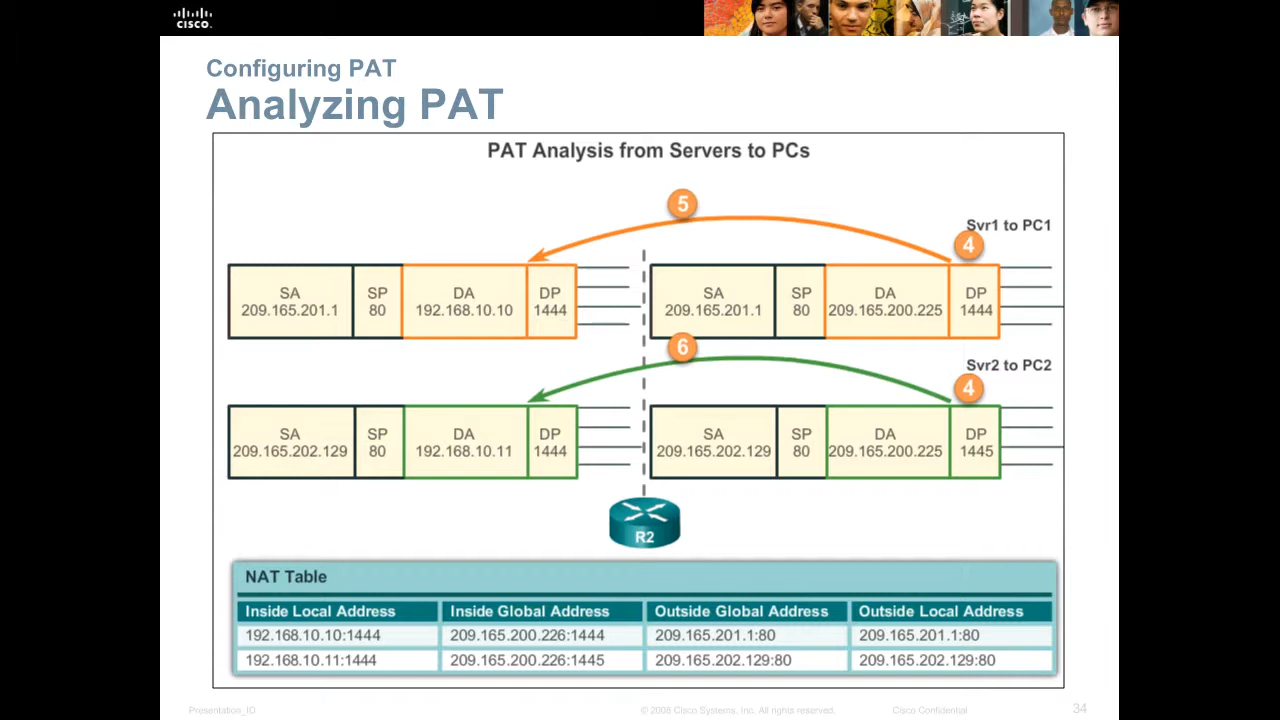 CISCO.
Configuring PAT
Analyzing PAT
PAT Analysis from Servers to PCs
5
Svr1 to PC1
4
SA
209.165.201.1
SP
80
DA
192.168.10.10
DP
1444
SA
209.165.201.1
SP
80
DA
209.165.200.225
DP
1444
6
Svr2 to PC2
4
SA
209.165.202.129
SP
80
DA
192.168.10.11
DP
1444
SA
209.165.202.129
SP
80
DA
209.165.200.225
DP
1445
R2
NAT Table
Inside Local Address Inside Global Address Outside Global Address Outside Local Address
192.168.10.10:1444 209.165.200.226:1444 209.165.201.1:80 209.165.201.1:80
192.168.10.11:1444 209.165.200.226:1445 209.165.202.129:80 209.165.202.129:80
Presentation_ID © 2008 Cisco Systems, Inc. All rights reserved. Cisco Confidential 34